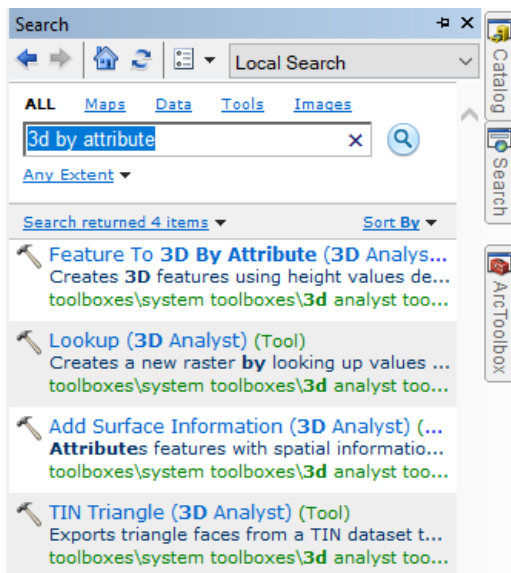 Search
Local Search
ALL Maps Data Tools Images
3d by attribute
Any Extent
Search returned 4 items Sort By
Feature To 3D By Attribute (3D Analys...
Creates 3D features using height values de...
toolboxes\system toolboxes\3d analyst too...
Lookup (3D Analyst) (Tool)
Creates a new raster by looking up values ...
toolboxes\system toolboxes\3d analyst too...
Add Surface Information (3D Analyst) (...
Attributes features with spatial informatio...
toolboxes\system toolboxes\3d analyst too...
TIN Triangle (3D Analyst) (Tool)
Exports triangle faces from a TIN dataset t...
toolboxes\system toolboxes\3d analyst too...
Catalog
Search
ArcToolbox